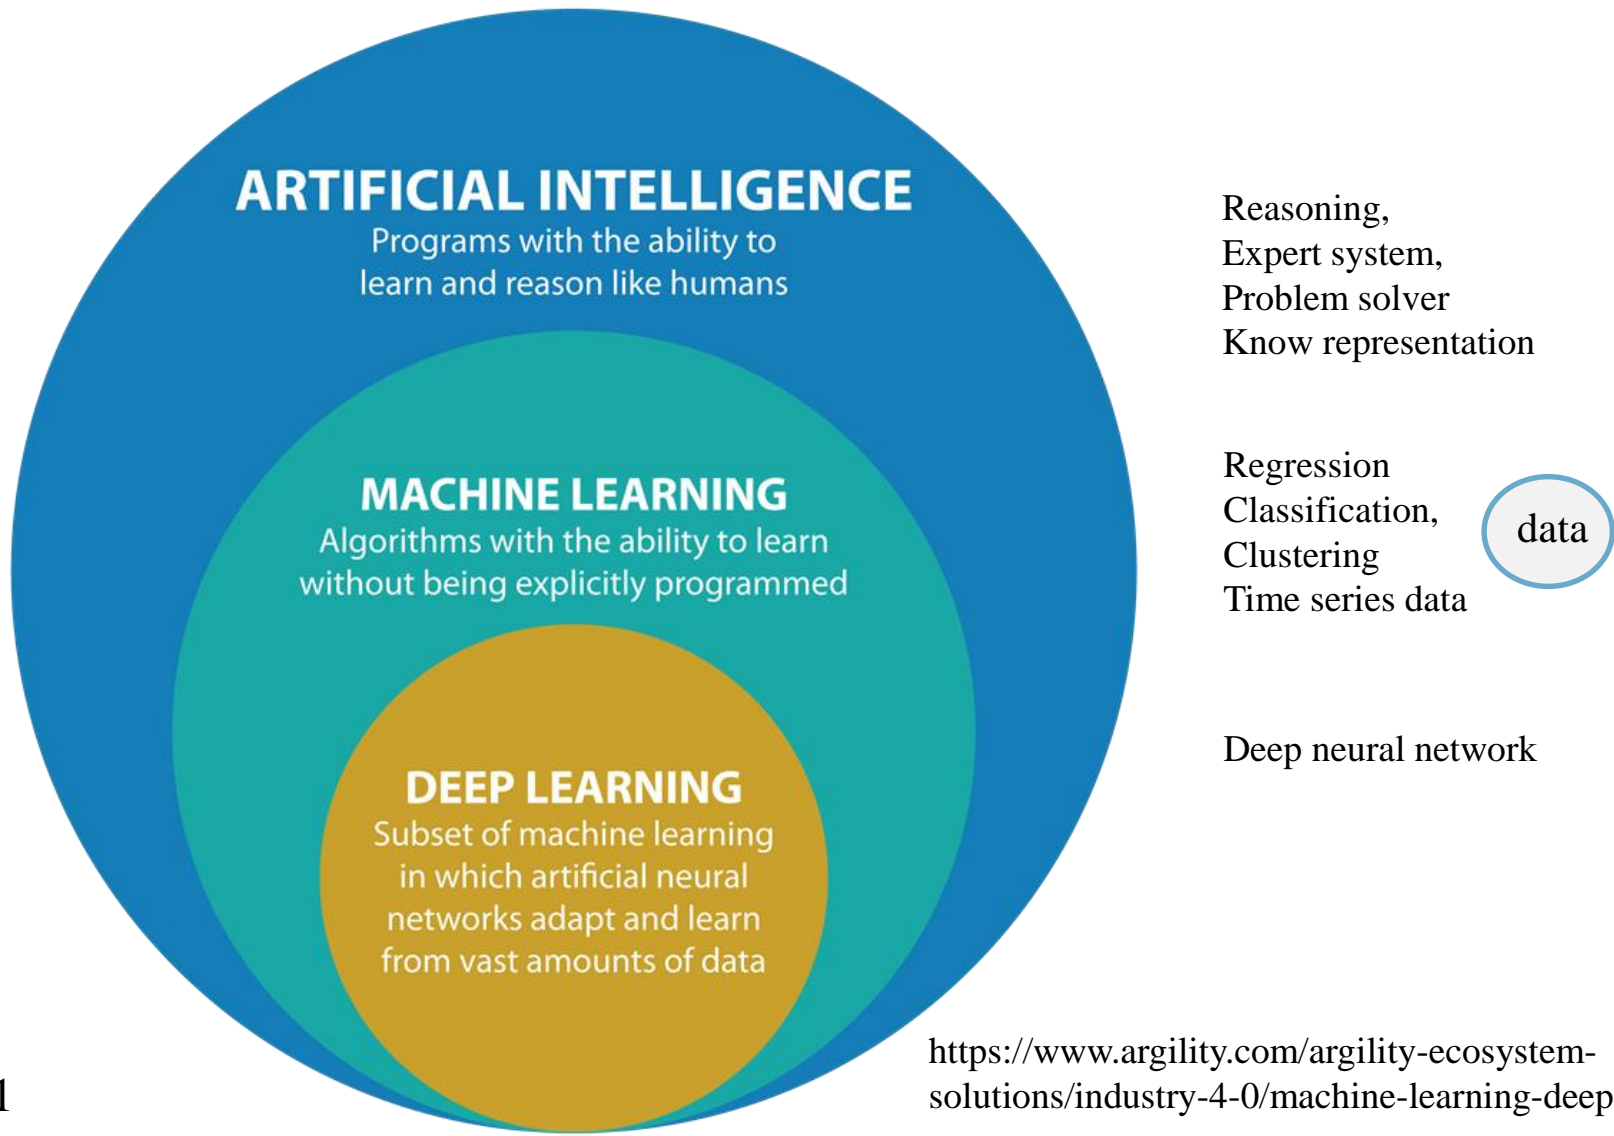 ARTIFICIAL INTELLIGENCE
Programs with the ability to
learn and reason like humans
Reasoning,
Expert system,
Problem solver
Know representation
MACHINE LEARNING
Algorithms with the ability to learn
without being explicitly programmed
Regression
Classification,
Clustering
Time series data
data
DEEP LEARNING
Subset of machine learning
in which artificial neural
networks adapt and learn
from vast amounts of data
Deep neural network
https://www.argility.com/argility-ecosystem-
solutions/industry-4-0/machine-learning-deep
1